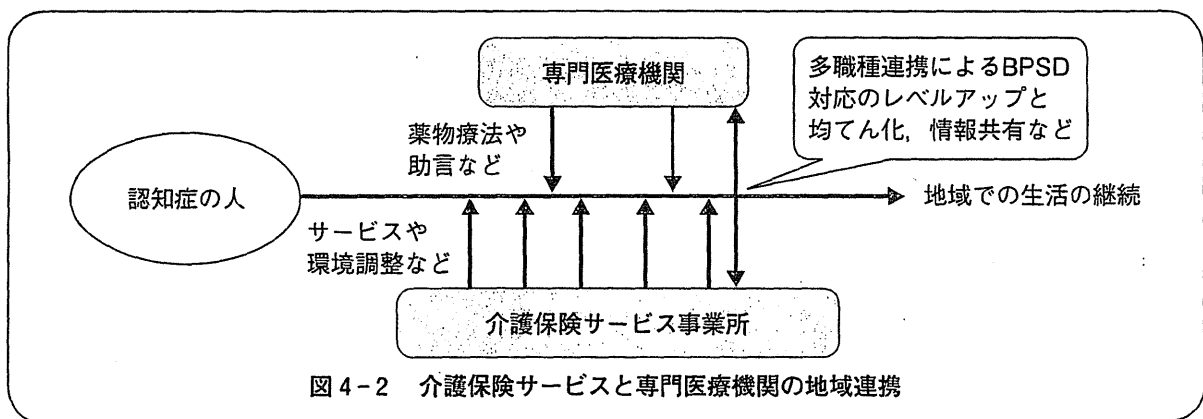 専門医療機関
多職種連携によるBPSD
対応のレベルアップと
均てん化，情報共有など
薬物療法や
助言など
認知症の人
地域での生活の継続
サービスや
環境調整など
介護保険サービス事業所
図4-2　介護保険サービスと専門医療機関の地域連携